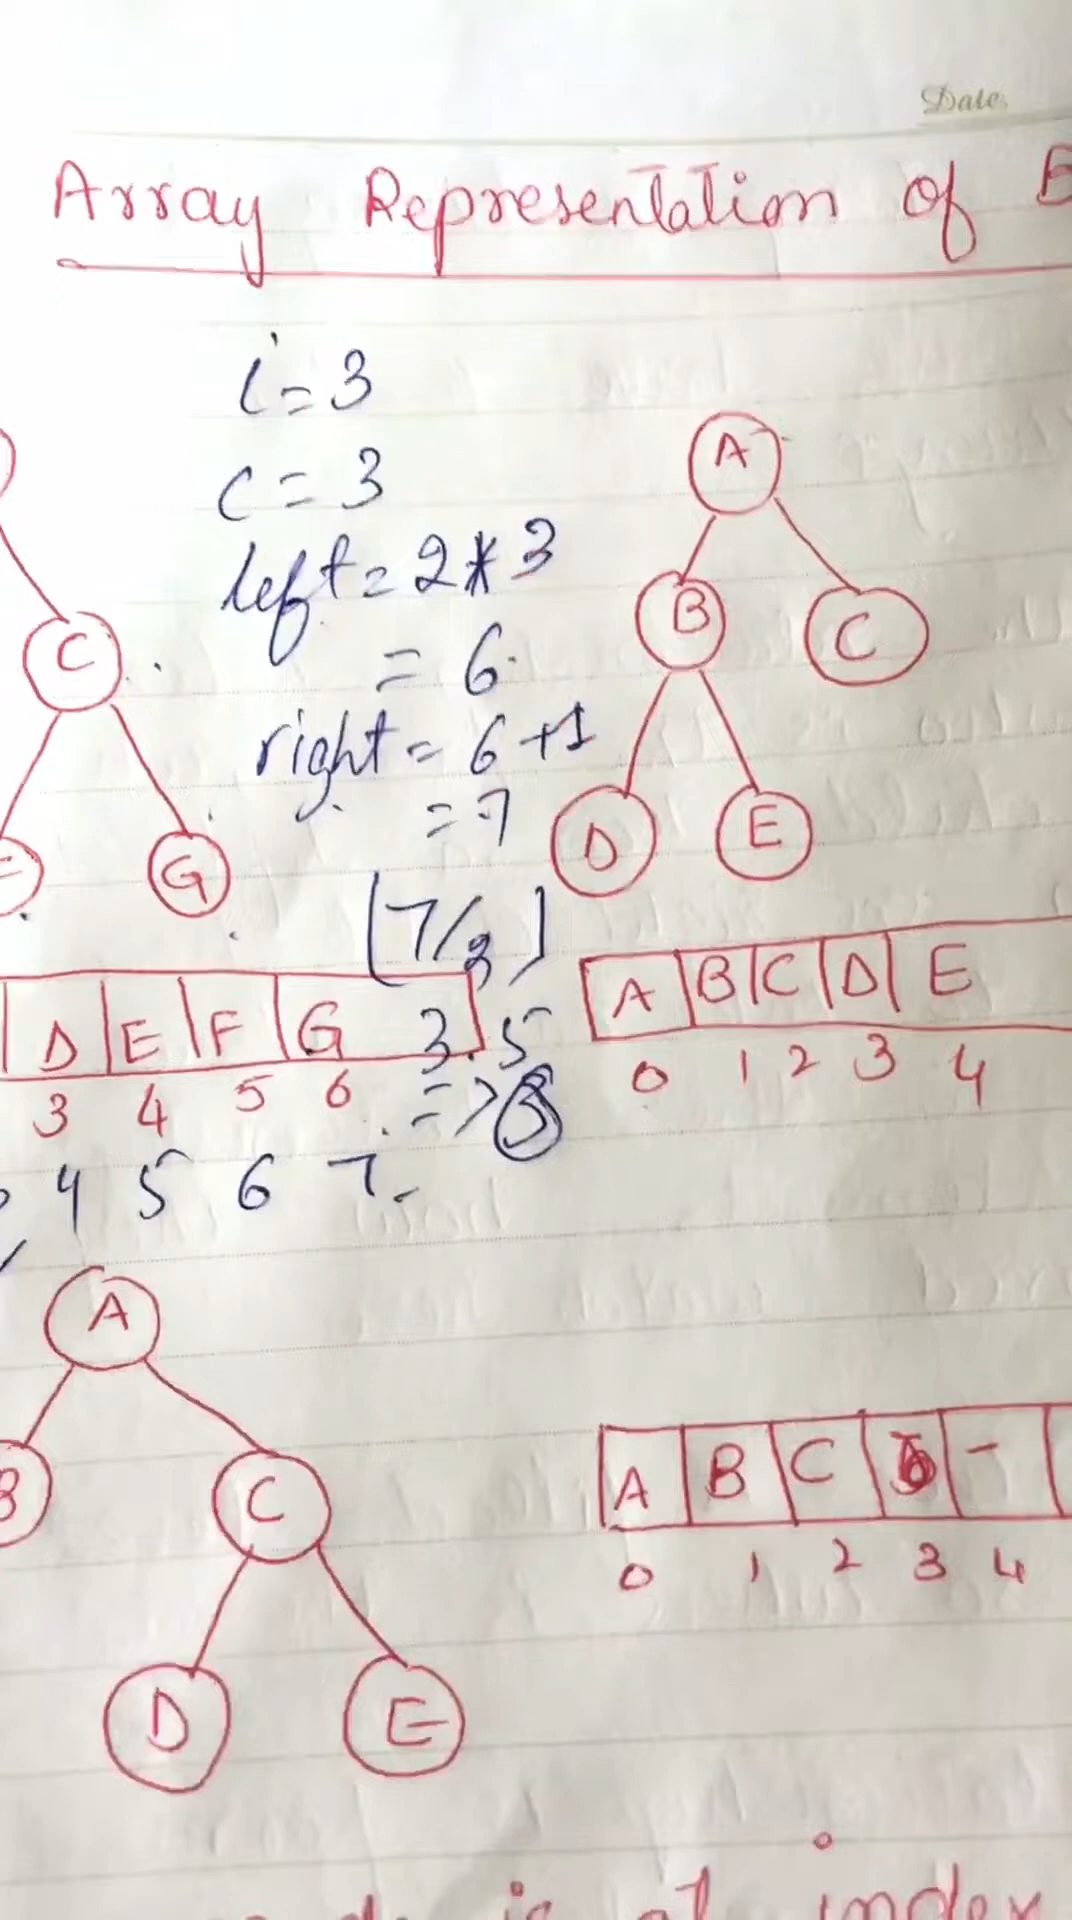 Date.
Array Representation of
i = 3
c = 3
left = 2 * 3
= 6
right = 6 + 1
= 7
A
B C
D E
C
G
[7/2]
3.5
=> 3
D E F G
3 4 5 6
4 5 6 7
A B C D E
0 1 2 3 4
A
B C
D E
A B C –
0 1 2 3 4
is at index